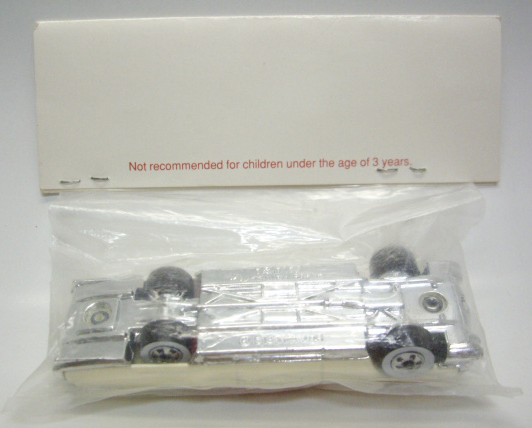 Not recommended for children under the age of 3 years.